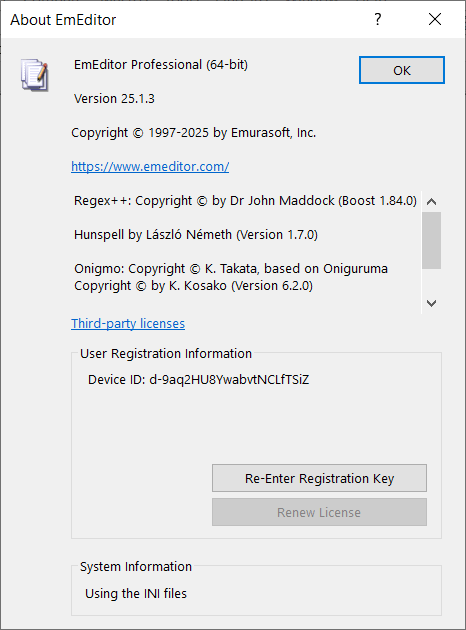 About EmEditor
EmEditor Professional (64-bit)
OK
Version 25.1.3
Copyright © 1997-2025 by Emurasoft, Inc.
https://www.emeditor.com/
Regex++: Copyright © by Dr John Maddock (Boost 1.84.0)
Hunspell by László Németh (Version 1.7.0)
Onigmo: Copyright © K. Takata, based on Oniguruma
Copyright © by K. Kosako (Version 6.2.0)
Third-party licenses
User Registration Information
Device ID: d-9aq2HU8YwabvtNCLfTSiZ
Re-Enter Registration Key
Renew License
System Information
Using the INI files